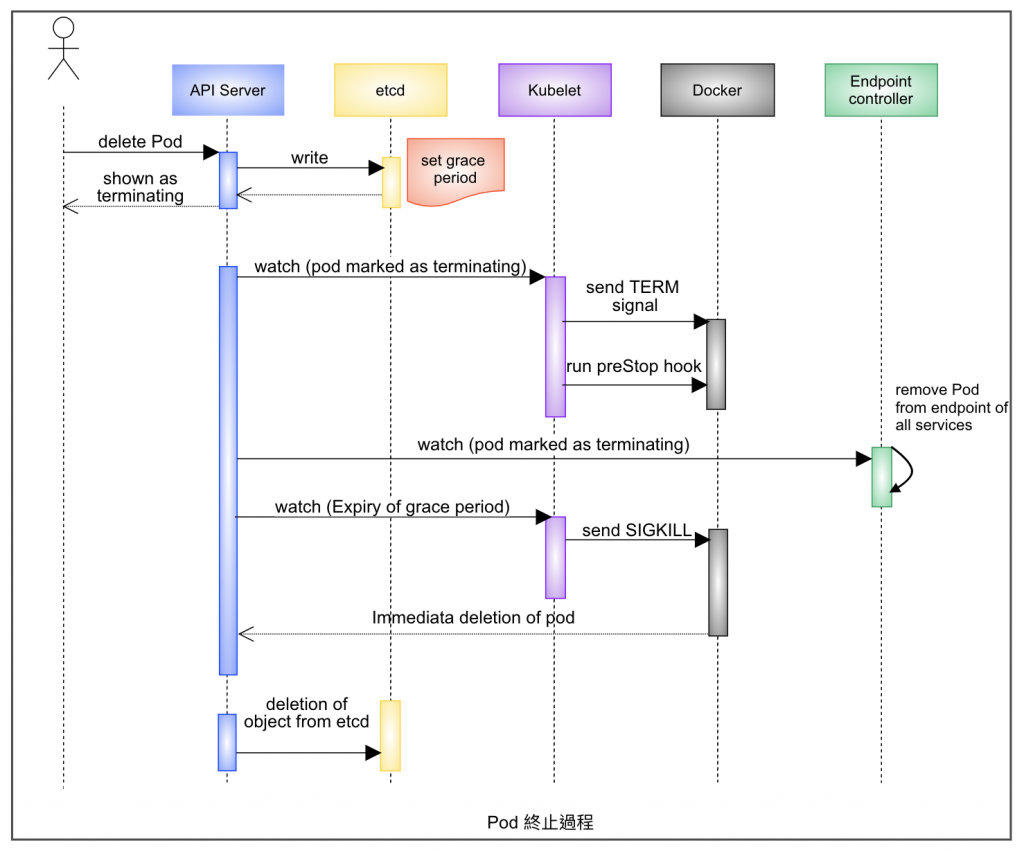 API Server
etcd
Kubelet
Docker
Endpoint
controller
delete Pod
write
set grace
period
shown as
terminating
watch (pod marked as terminating)
send TERM
signal
run preStop hook
remove Pod
from endpoint of
all services
watch (pod marked as terminating)
watch (Expiry of grace period)
send SIGKILL
Immediata deletion of pod
deletion of
object from etcd
Pod 終止過程